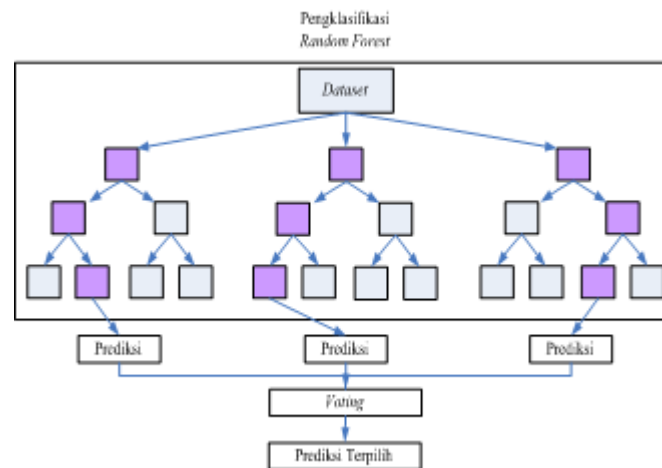 Pengklasifikasi
Random Forest
Dataset
Prediksi
Prediksi
Prediksi
Voting
Prediksi Terpilih